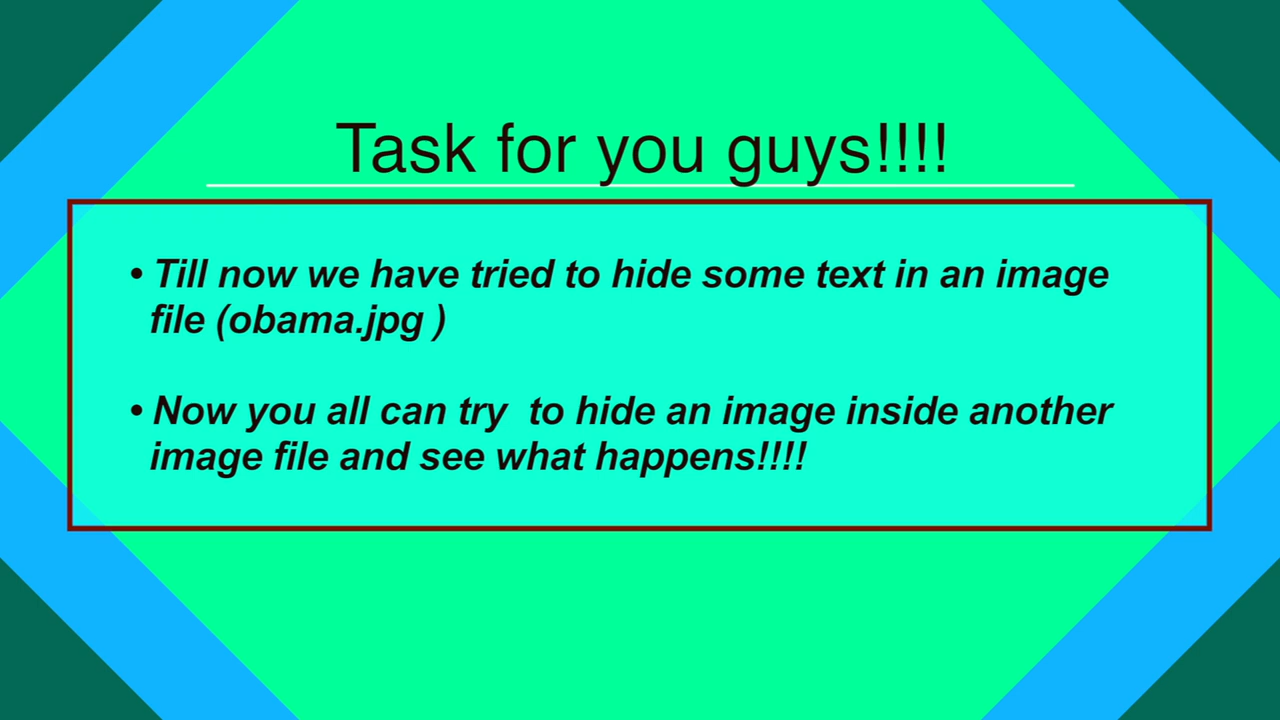 Task for you guys!!!!
• Till now we have tried to hide some text in an image
file (obama.jpg )
• Now you all can try  to hide an image inside another
image file and see what happens!!!!